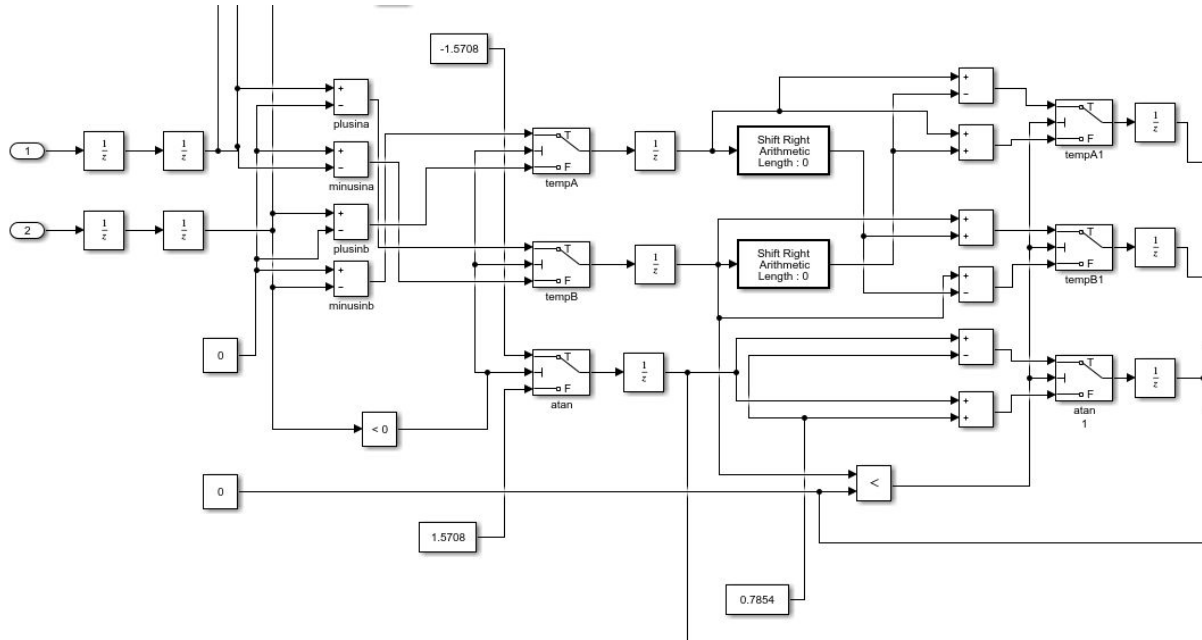 -1.5708
+
−
plusina
1
1
z
1
z
+
−
minusina
2
1
z
1
z
+
−
plusinb
+
−
minusinb
0
< 0
0
1.5708
T
F
tempA
1
z
T
F
tempB
1
z
T
F
atan
1
z
Shift Right
Arithmetic
Length : 0
Shift Right
Arithmetic
Length : 0
+
−
+
+
T
F
tempA1
1
z
+
+
+
−
T
F
tempB1
1
z
+
−
+
+
T
F
atan
1
1
z
<
0.7854